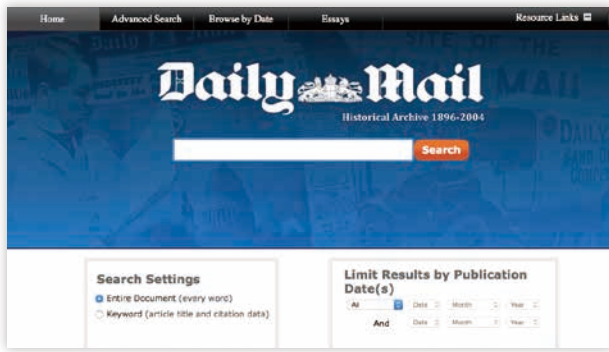 Home Advanced Search Browse by Date Essays Resource Links
Daily Mail
Historical Archive 1896-2004
Search
Search Settings
Entire Document (every word)
Keyword (article title and citation data)
Limit Results by Publication
Date(s)
All Date Month Year
And Date Month Year